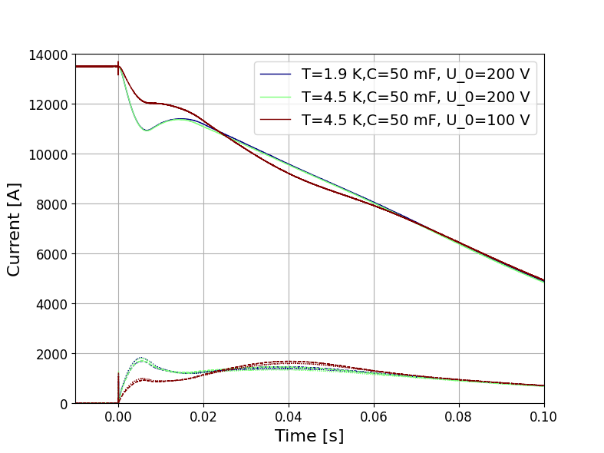 14000
12000
10000
8000
6000
4000
2000
0
Current [A]
T=1.9 K,C=50 mF, U_0=200 V
T=4.5 K,C=50 mF, U_0=200 V
T=4.5 K,C=50 mF, U_0=100 V
0.00 0.02 0.04 0.06 0.08 0.10
Time [s]